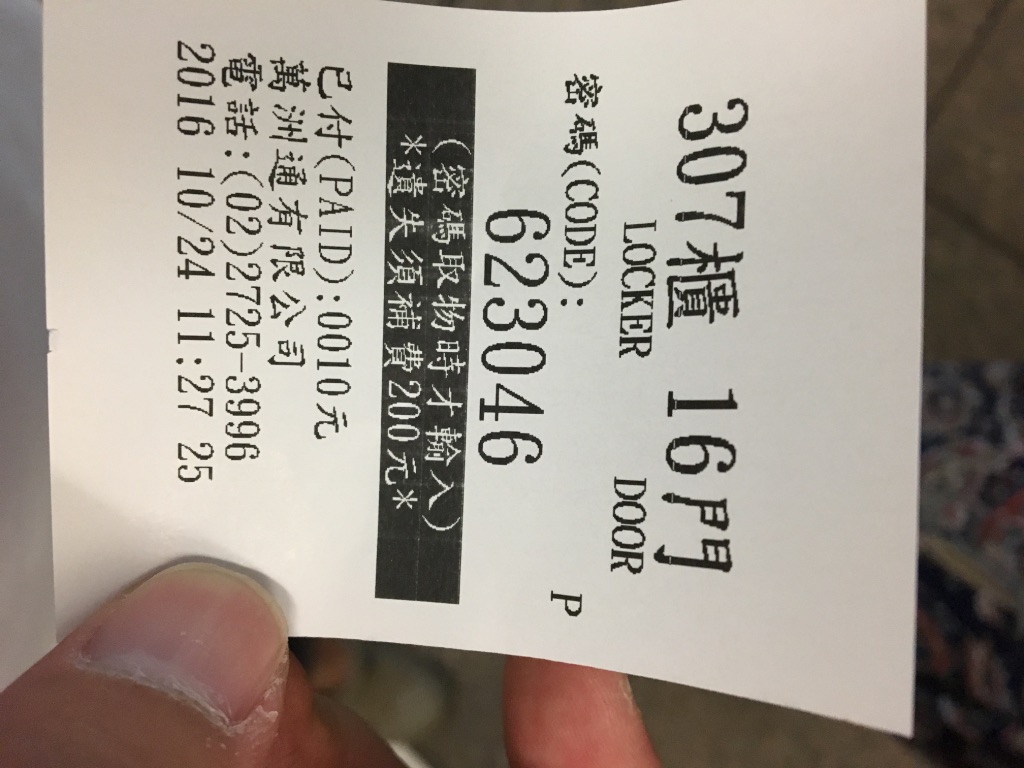 307櫃 16門
LOCKER DOOR
密碼(CODE): P
623046
(密碼取物時才輸入)
*遺失須補費200元*
已付(PAID):0010元
萬洲通有限公司
電話:(02)2725-3996
2016 10/24 11:27 25